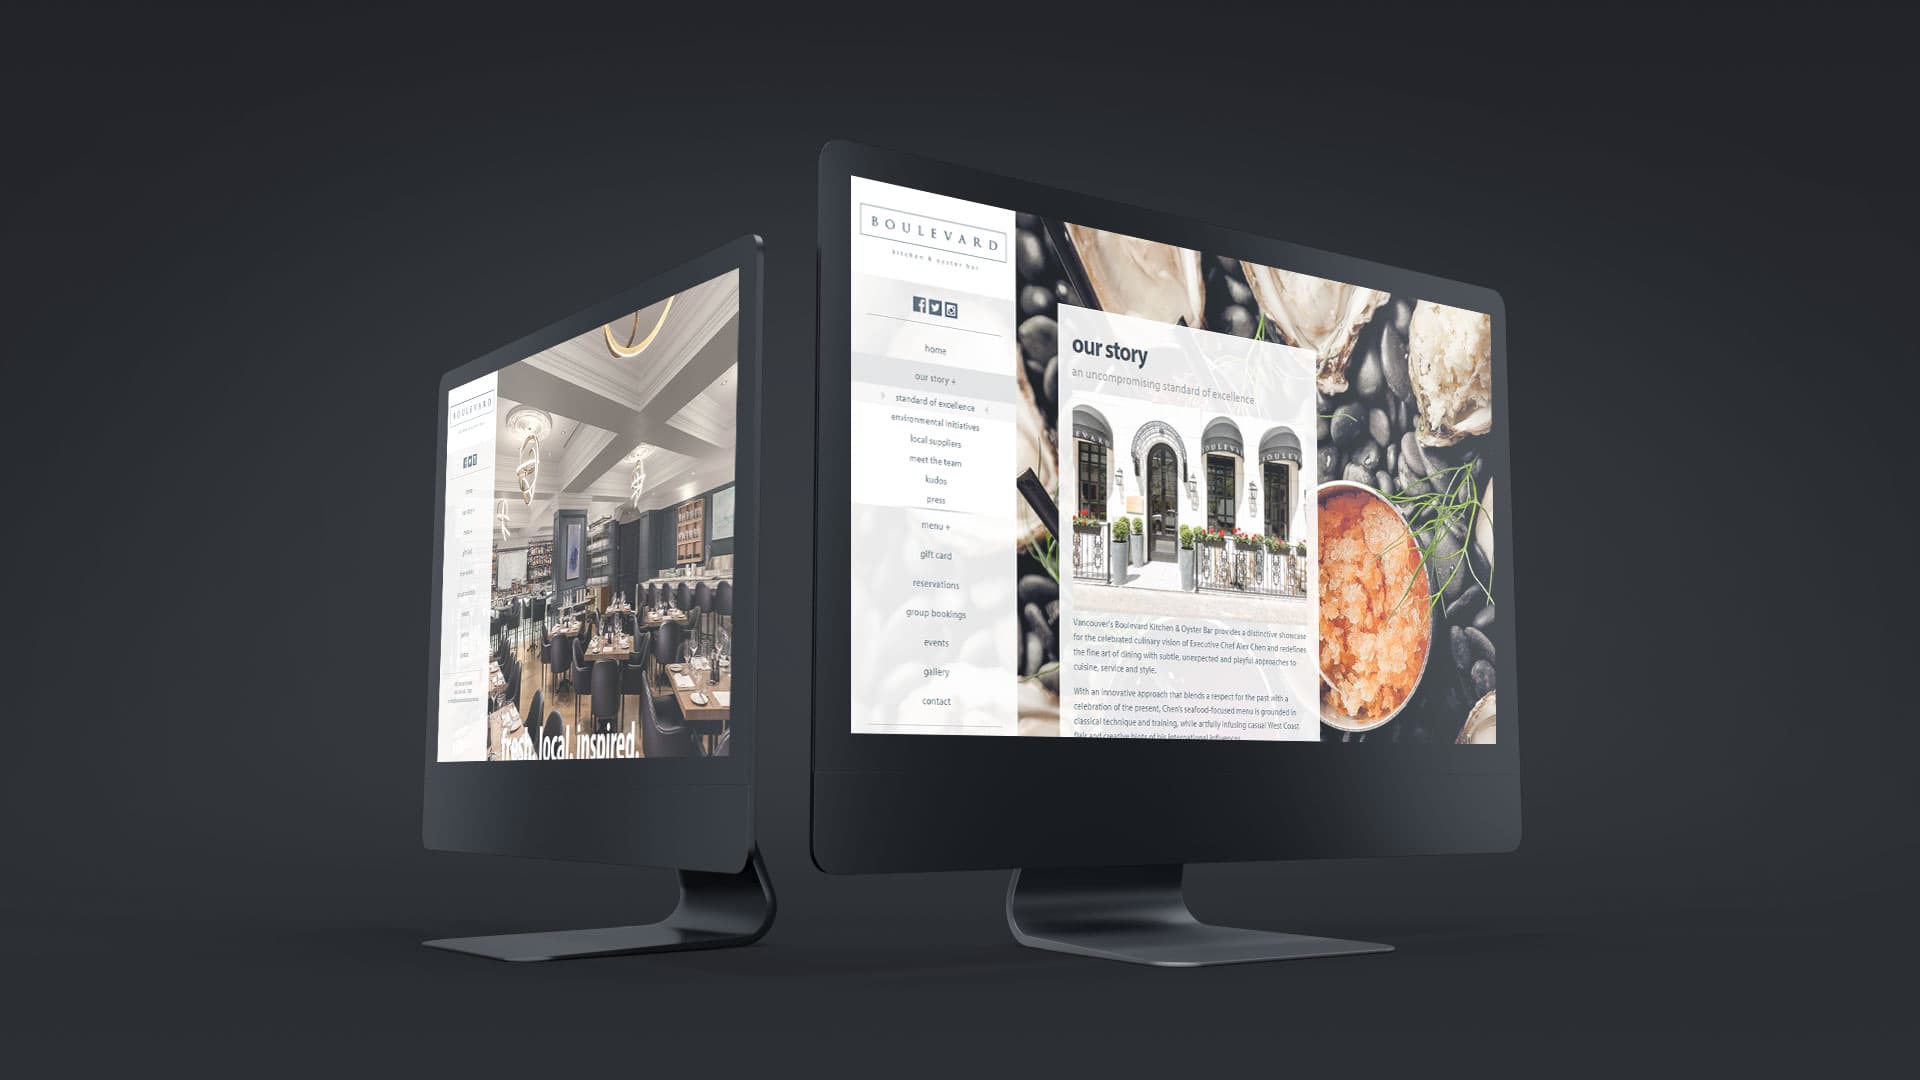 BOULEVARD
fresh. local. inspired.
BOULEVARD
kitchen & oyster bar
home
our story +
standard of excellence
environmental initiatives
local suppliers
meet the team
kudos
press
menu +
gift card
reservations
group bookings
events
gallery
contact
our story
an uncompromising standard of excellence
EVARD
BOULEVA
BOULEV
Vancouver's Boulevard Kitchen & Oyster Bar provides a distinctive showcase
for the celebrated culinary vision of Executive Chef Alex Chen and redefines
the fine art of dining with subtle, unexpected and playful approaches to
cuisine, service and style.
With an innovative approach that blends a respect for the past with a
celebration of the present, Chen's seafood-focused menu is grounded in
classical technique and training, while artfully infusing casual West Coast
flair and creative hints of his international influences.